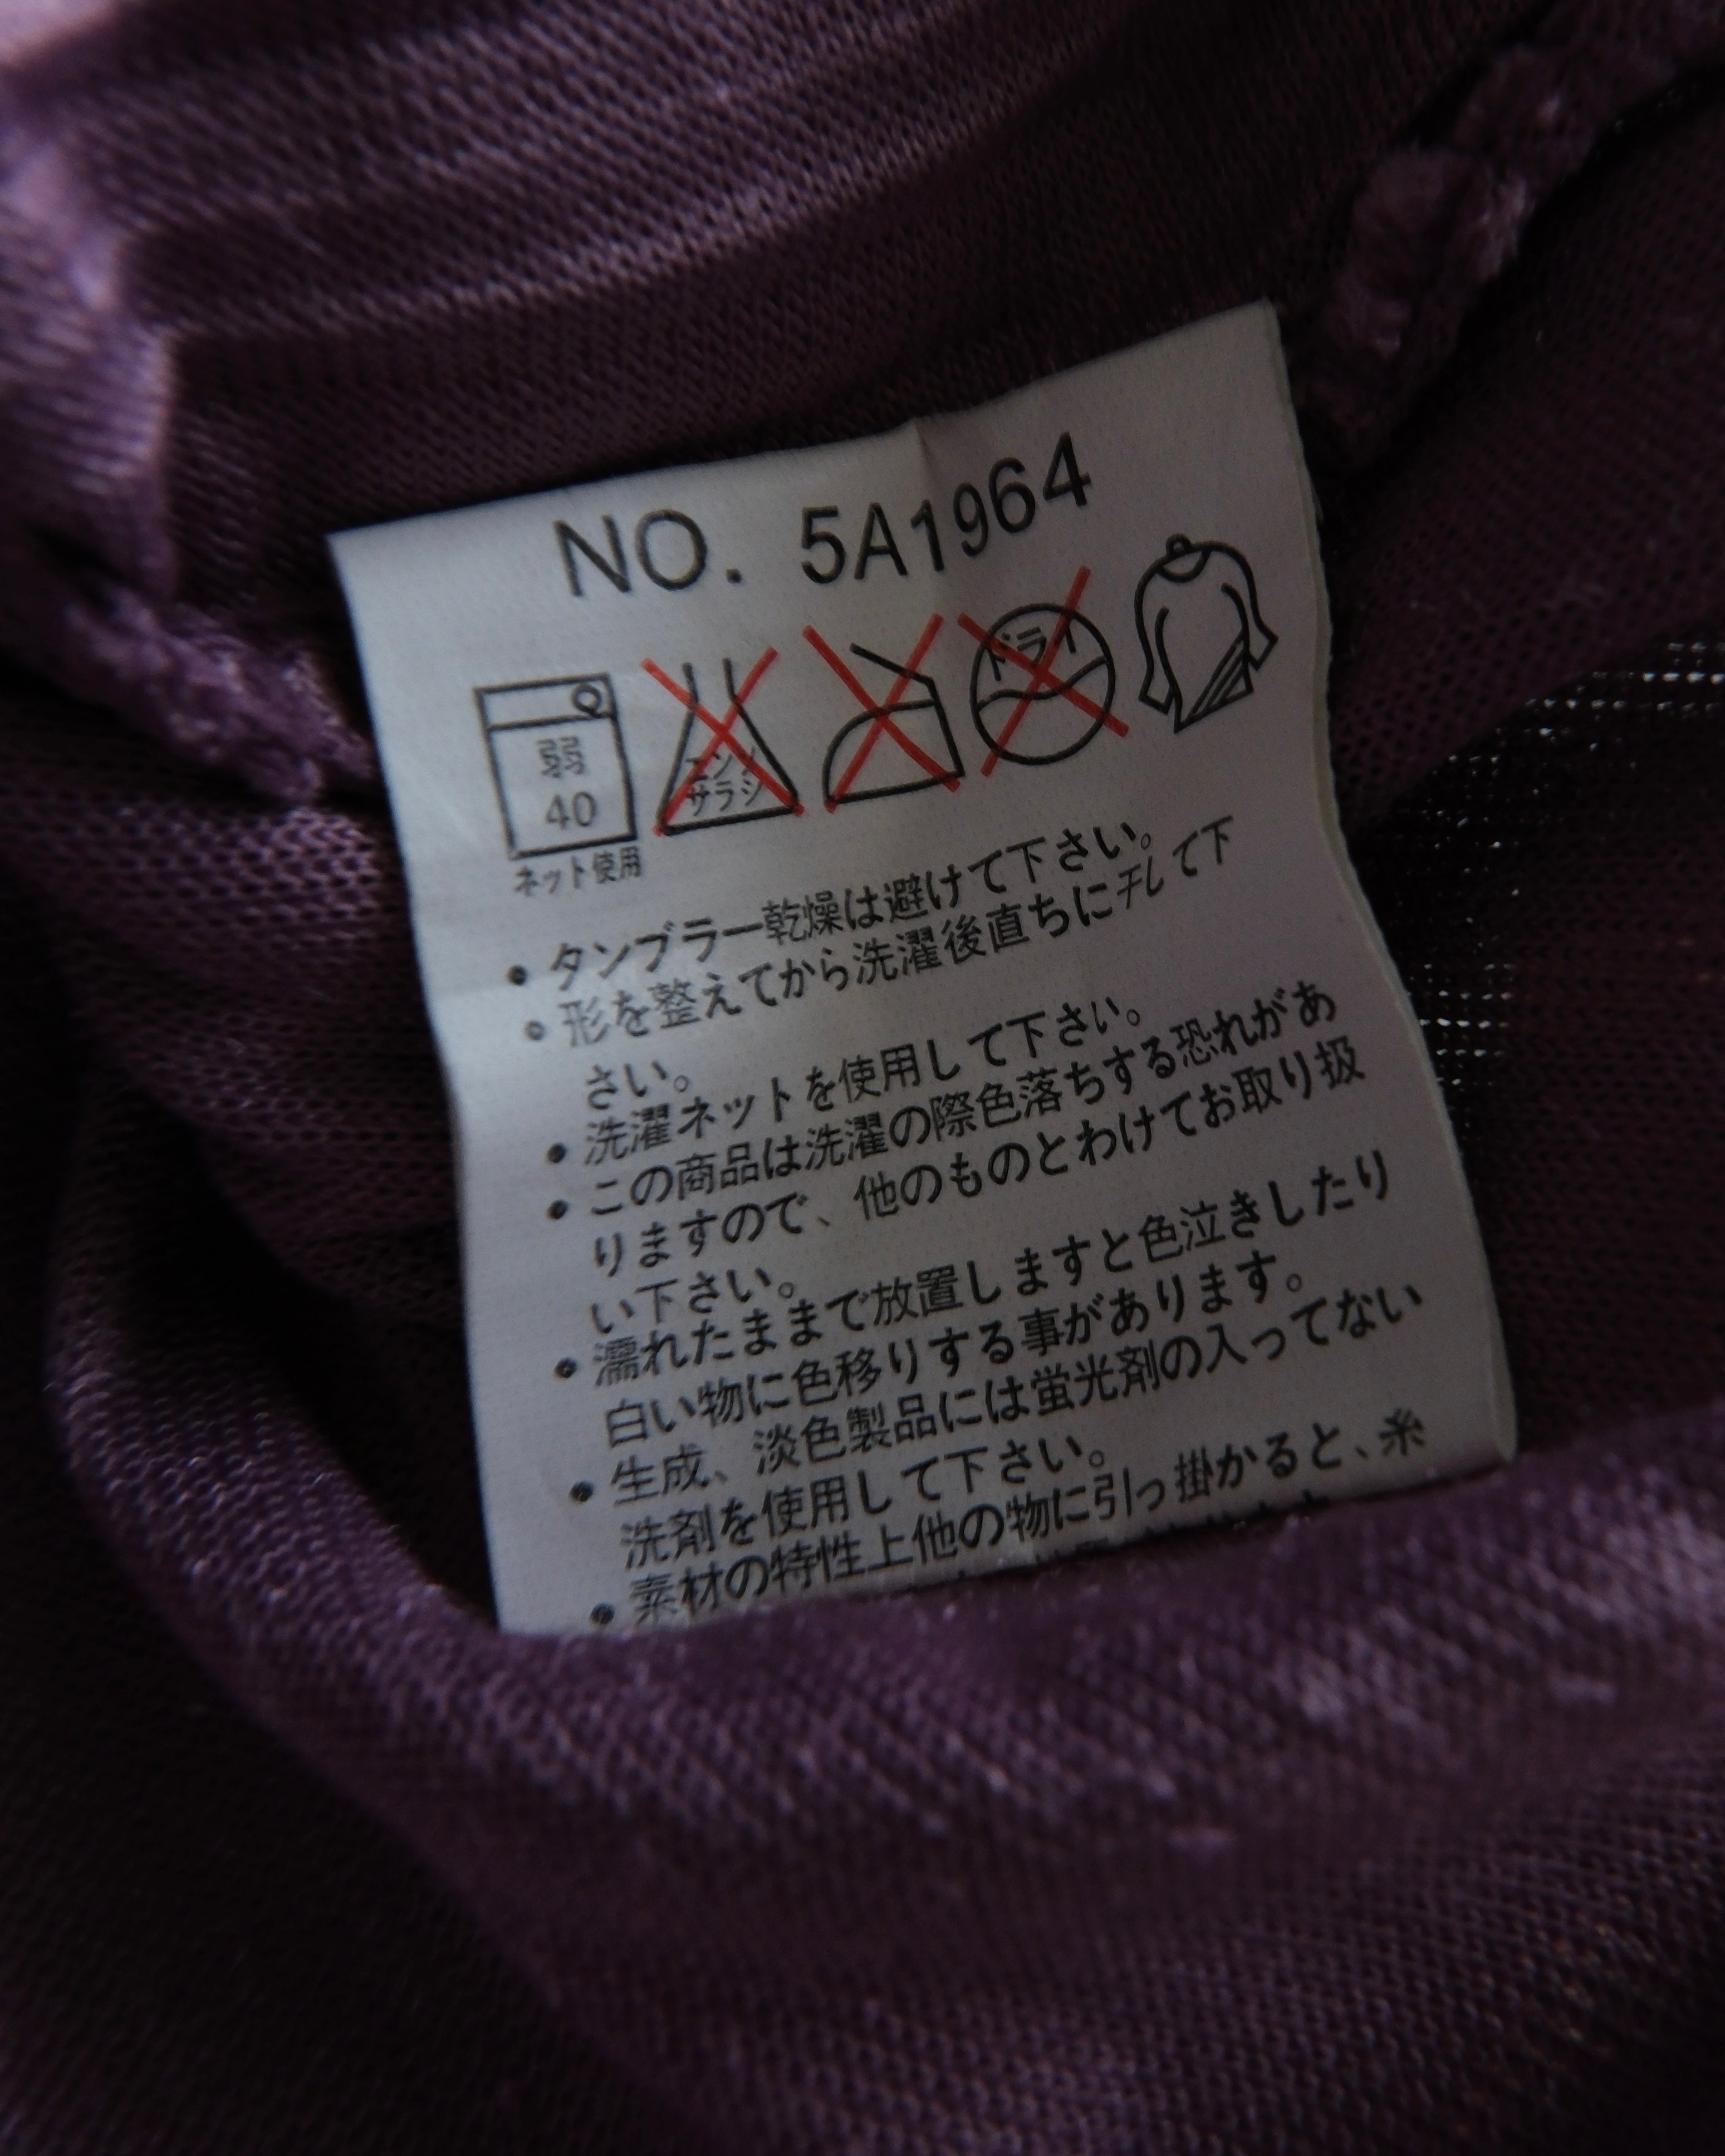 NO. 5A1964
弱
40
エンソ
サラシ
ドライ
ネット使用
• タンブラー乾燥は避けて下さい。
• 形を整えてから洗濯後直ちに干して下
さい。
• 洗濯ネットを使用して下さい。
• この商品は洗濯の際色落ちする恐れがあ
りますので、他のものとわけてお取り扱
い下さい。
• 濡れたままで放置しますと色泣きしたり
白い物に色移りする事があります。
• 生成、淡色製品には蛍光剤の入ってない
洗剤を使用して下さい。
• 素材の特性上他の物に引っ掛かると、糸